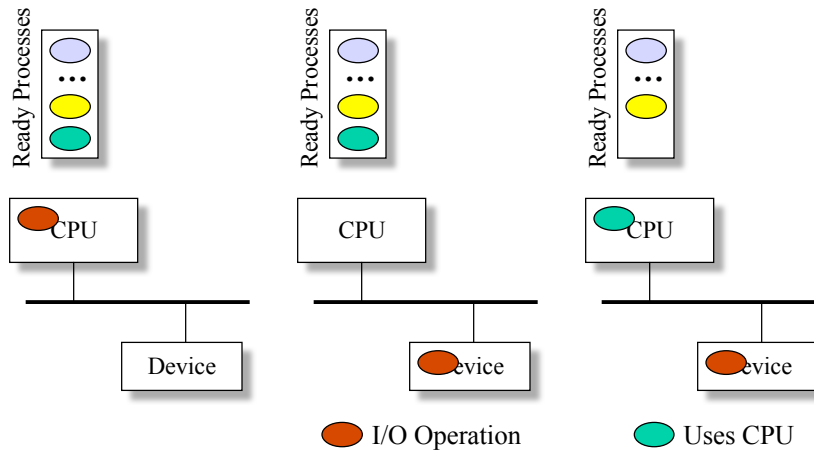 Ready Processes
Ready Processes
Ready Processes
CPU
CPU
CPU
Device
evice
evice
I/O Operation
Uses CPU